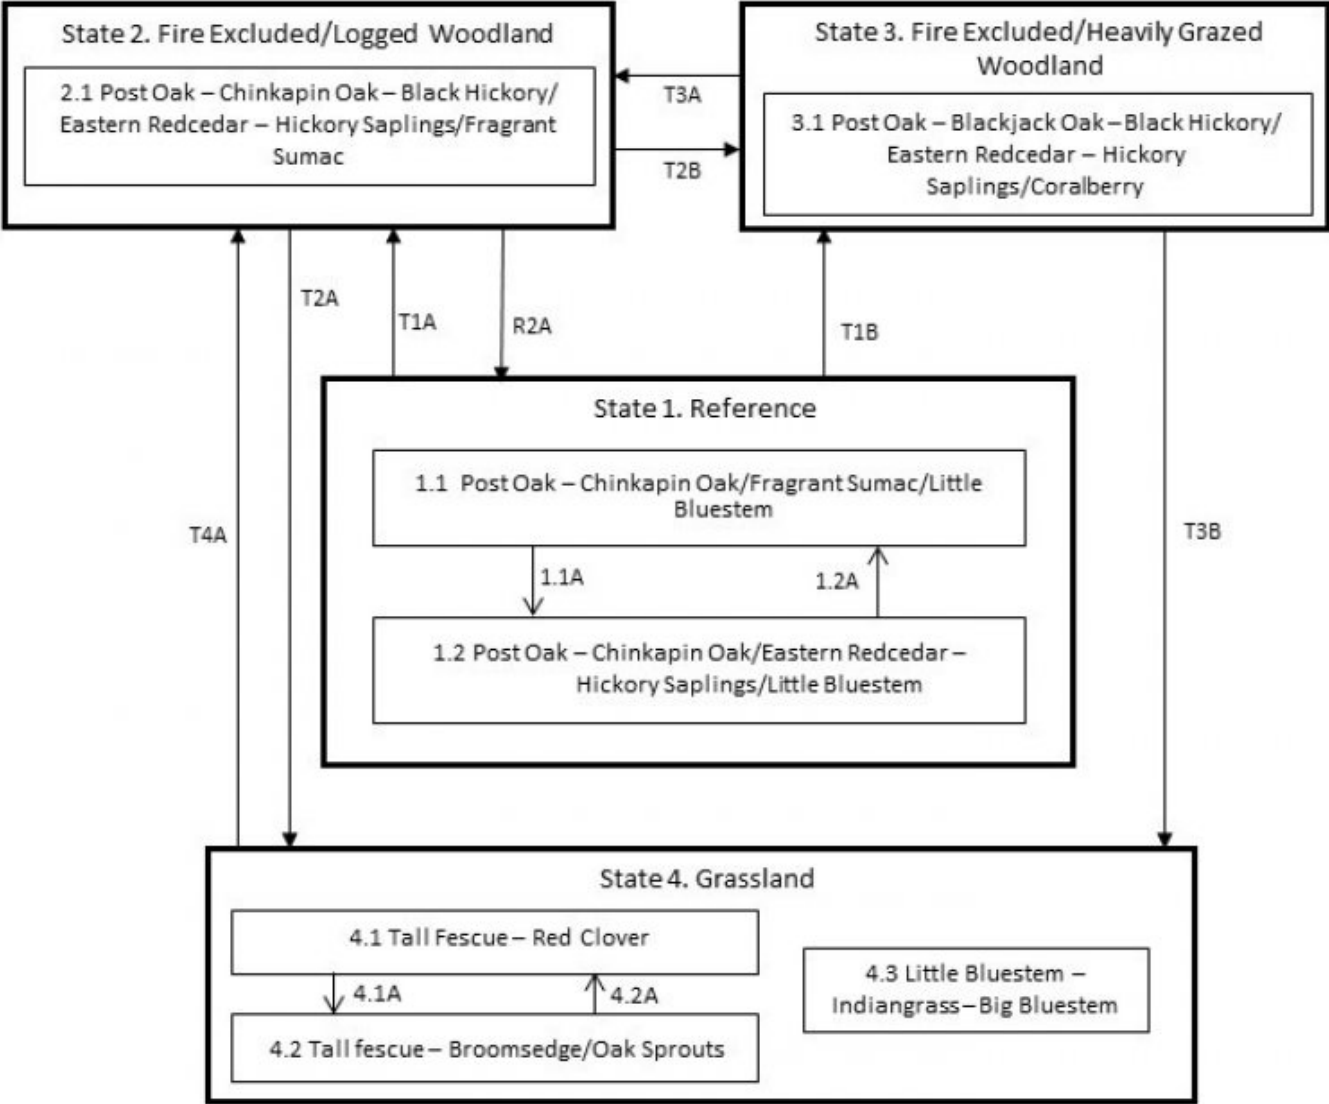 State 2. Fire Excluded/Logged Woodland
2.1 Post Oak – Chinkapin Oak – Black Hickory/
Eastern Redcedar – Hickory Saplings/Fragrant
Sumac
State 3. Fire Excluded/Heavily Grazed
Woodland
3.1 Post Oak – Blackjack Oak – Black Hickory/
Eastern Redcedar – Hickory
Saplings/Coralberry
T3A
T2B
T2A
T1A
R2A
T1B
State 1. Reference
1.1 Post Oak – Chinkapin Oak/Fragrant Sumac/Little
Bluestem
1.1A
1.2A
1.2 Post Oak – Chinkapin Oak/Eastern Redcedar –
Hickory Saplings/Little Bluestem
T4A
T3B
State 4. Grassland
4.1 Tall Fescue – Red Clover
4.1A
4.2A
4.2 Tall fescue – Broomsedge/Oak Sprouts
4.3 Little Bluestem –
Indiangrass – Big Bluestem